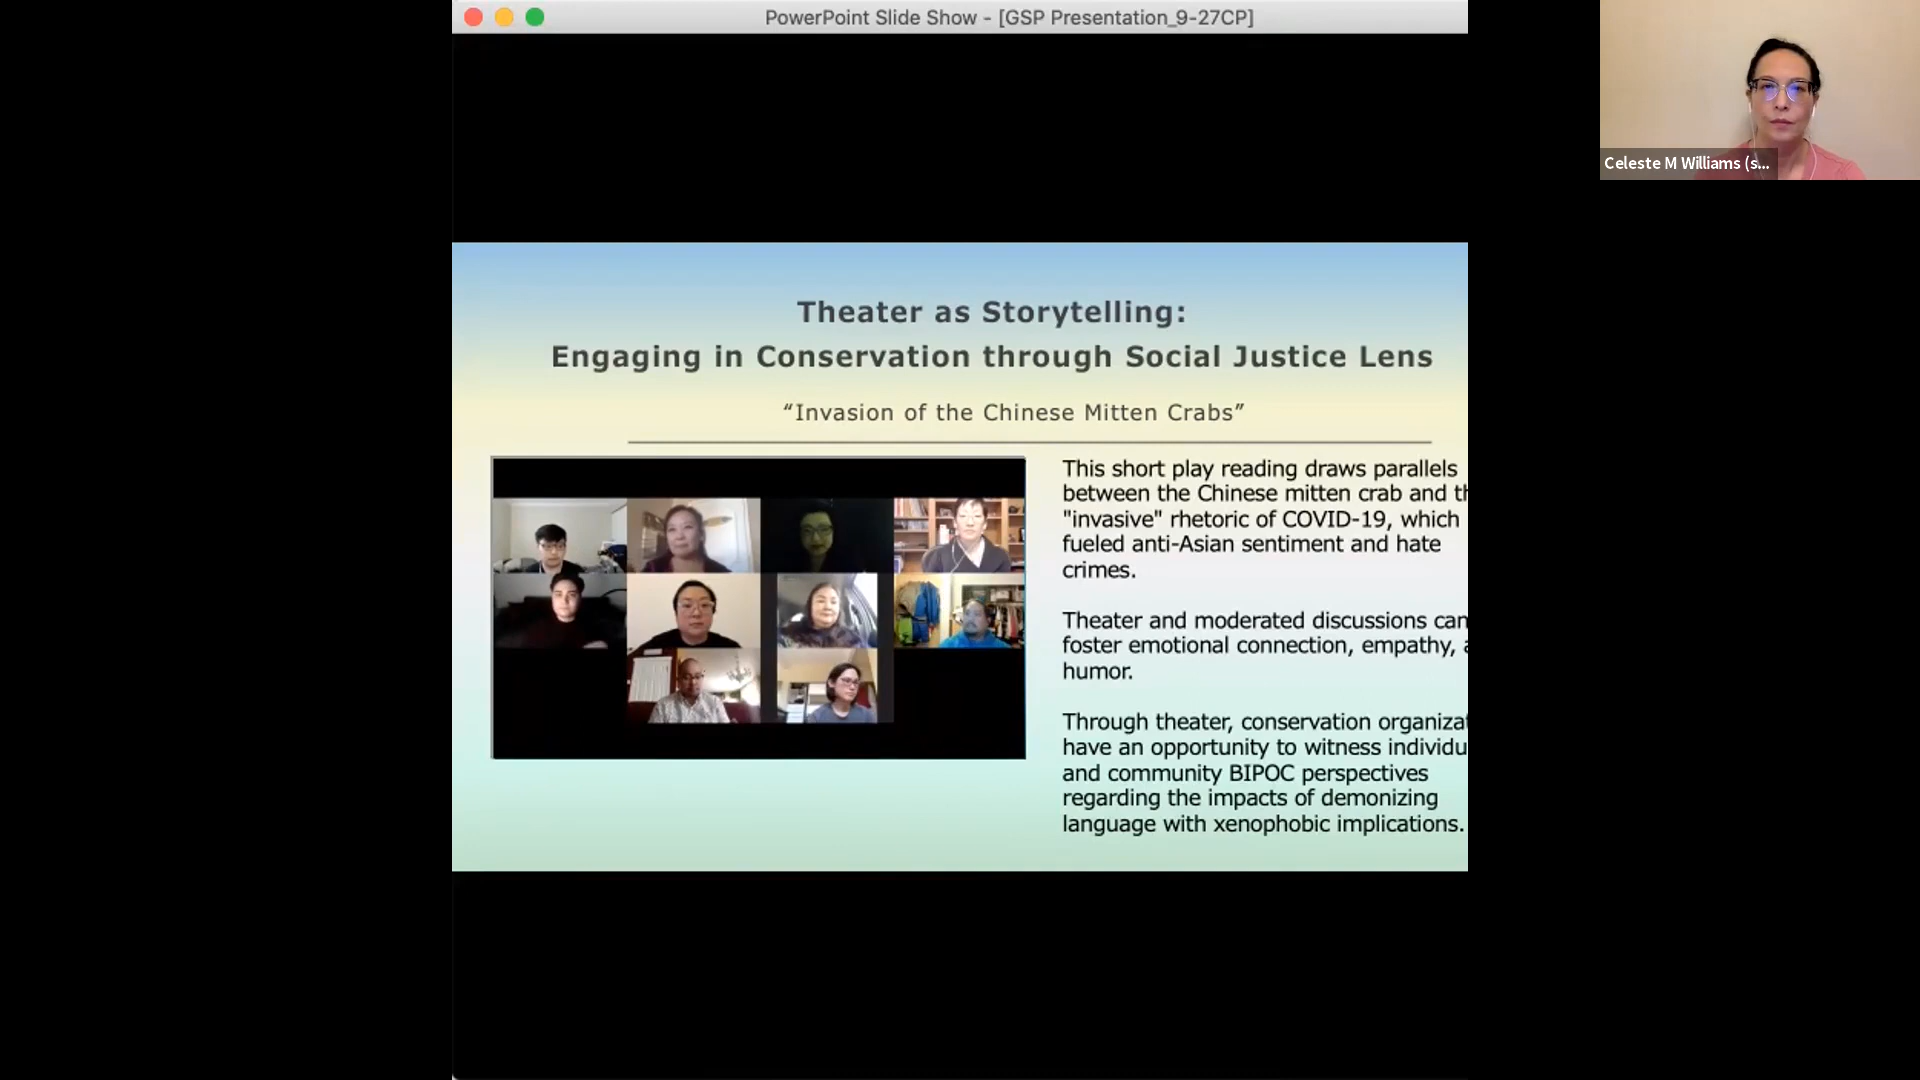 PowerPoint Slide Show - [GSP Presentation_9-27CP]
Celeste M Williams (s...
Theater as Storytelling:
Engaging in Conservation through Social Justice Lens
“Invasion of the Chinese Mitten Crabs”
This short play reading draws parallels
between the Chinese mitten crab and th
"invasive" rhetoric of COVID-19, which
fueled anti-Asian sentiment and hate
crimes.
Theater and moderated discussions can
foster emotional connection, empathy, a
humor.
Through theater, conservation organizat
have an opportunity to witness individu
and community BIPOC perspectives
regarding the impacts of demonizing
language with xenophobic implications.